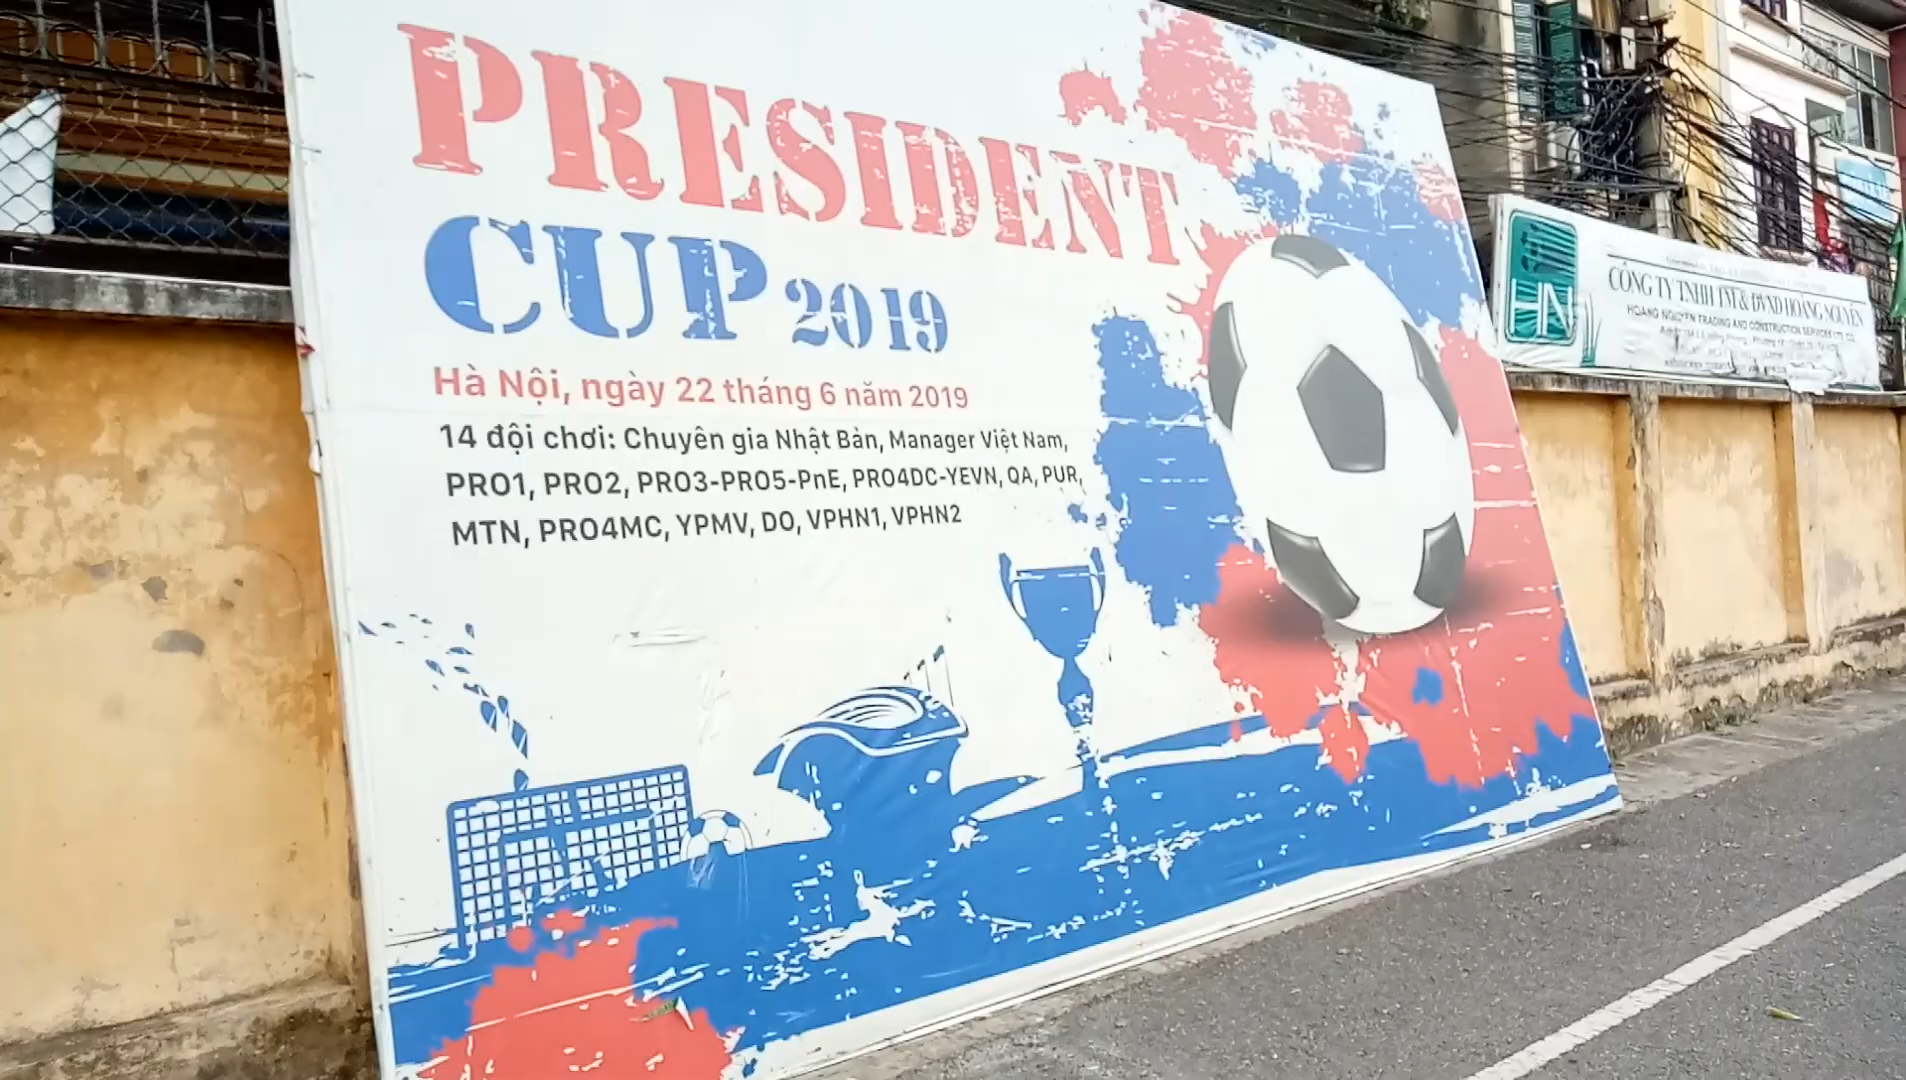 PRESIDENT
CUP 2019
Hà Nội, ngày 22 tháng 6 năm 2019
14 đội chơi: Chuyên gia Nhật Bản, Manager Việt Nam,
PRO1, PRO2, PRO3-PRO5-PnE, PRO4DC-YEVN, QA, PUR,
MTN, PRO4MC, YPMV, DO, VPHN1, VPHN2
HN
CÔNG TY TNHH TM & DVXD HOÀNG NGUYÊN
HOANG NGUYEN TRADING AND CONSTRUCTION SERVICES LTD. CO.